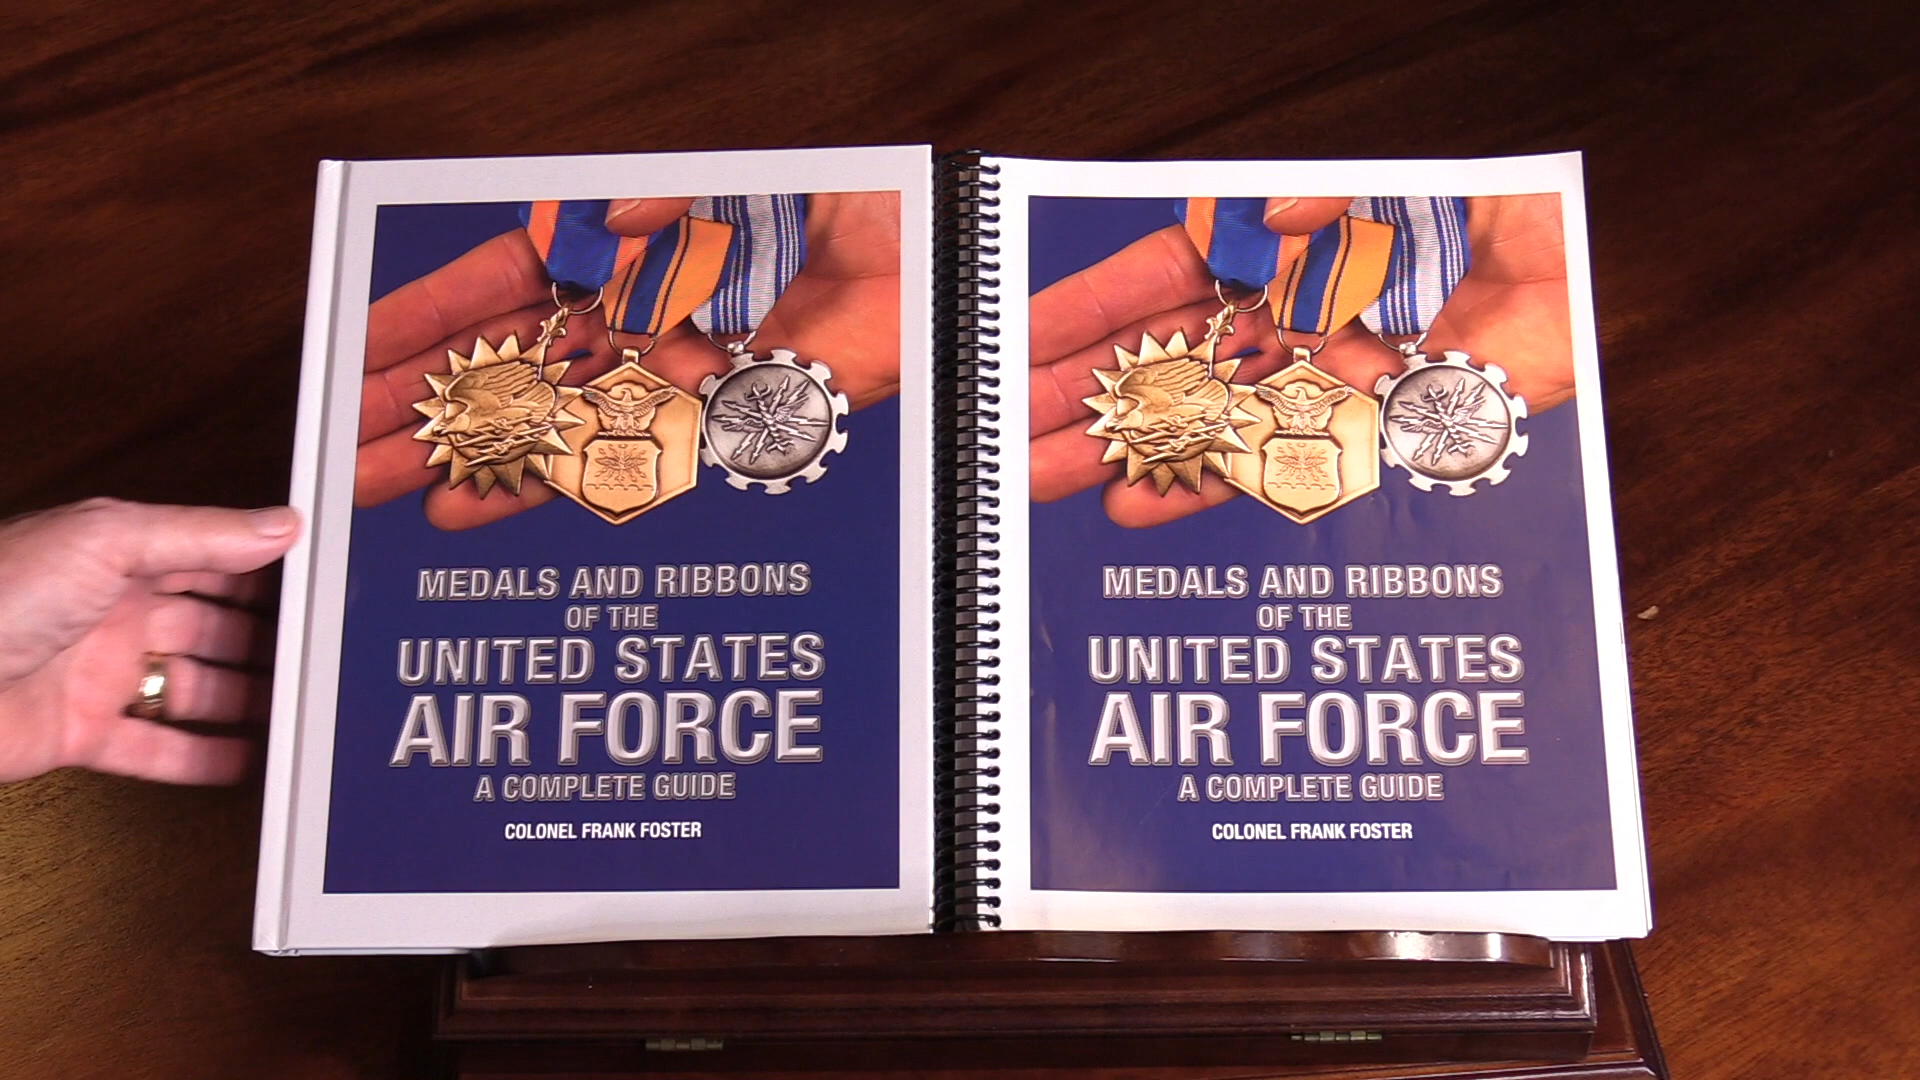 MEDALS AND RIBBONS
OF THE
UNITED STATES
AIR FORCE
A COMPLETE GUIDE
COLONEL FRANK FOSTER
MEDALS AND RIBBONS
OF THE
UNITED STATES
AIR FORCE
A COMPLETE GUIDE
COLONEL FRANK FOSTER